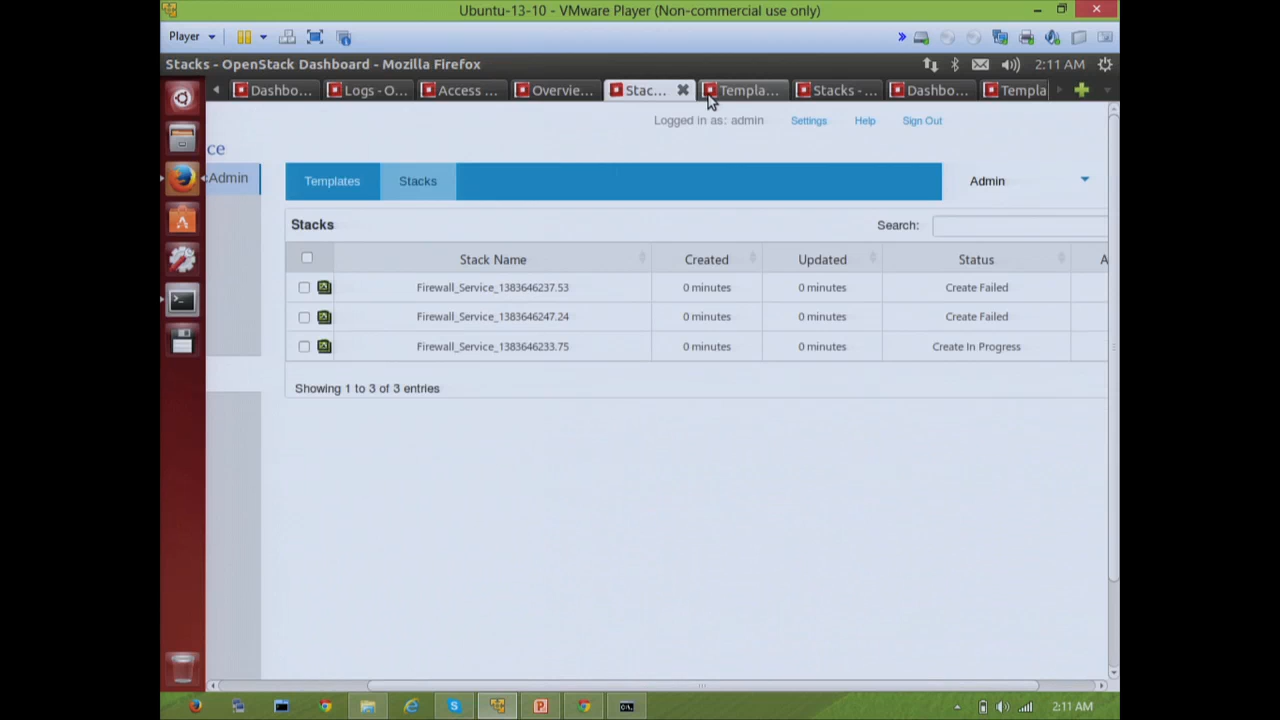 Ubuntu-13-10 - VMware Player (Non-commercial use only)
Player
Stacks - OpenStack Dashboard - Mozilla Firefox
2:11 AM
Dashbo...
Logs - O...
Access ...
Overvie...
Stac...
Templa...
Stacks - ...
Dashbo...
Templa
Logged in as: admin
Settings
Help
Sign Out
ce
Admin
Templates
Stacks
Admin
Stacks
Search:
Stack Name
Created
Updated
Status
A
Firewall_Service_1383646237.53
0 minutes
0 minutes
Create Failed
Firewall_Service_1383646247.24
0 minutes
0 minutes
Create Failed
Firewall_Service_1383646233.75
0 minutes
0 minutes
Create In Progress
Showing 1 to 3 of 3 entries
2:11 AM